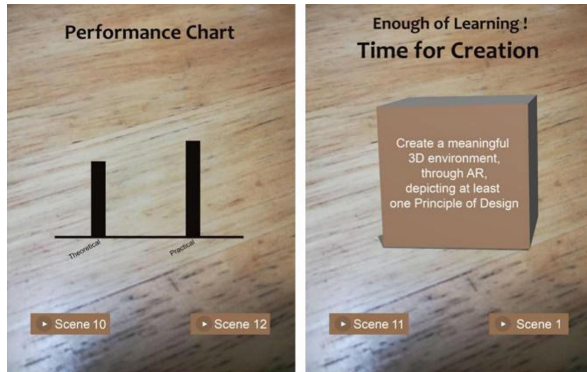 Performance Chart
Theoretical
Practical
Scene 10
Scene 12
Enough of Learning !
Time for Creation
Create a meaningful
3D environment,
through AR,
depicting at least
one Principle of Design
Scene 11
Scene 1